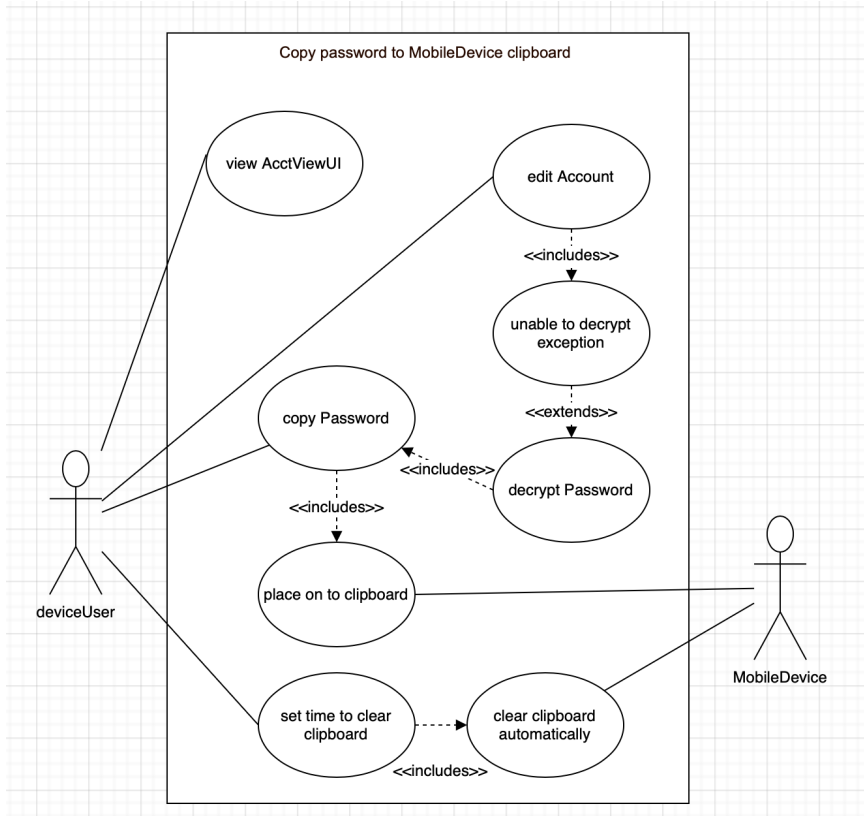 Copy password to MobileDevice clipboard
view AcctViewUI
edit Account
<<includes>>
unable to decrypt
exception
<<extends>>
copy Password
<<includes>>
decrypt Password
<<includes>>
place on to clipboard
deviceUser
MobileDevice
set time to clear
clipboard
clear clipboard
automatically
<<includes>>